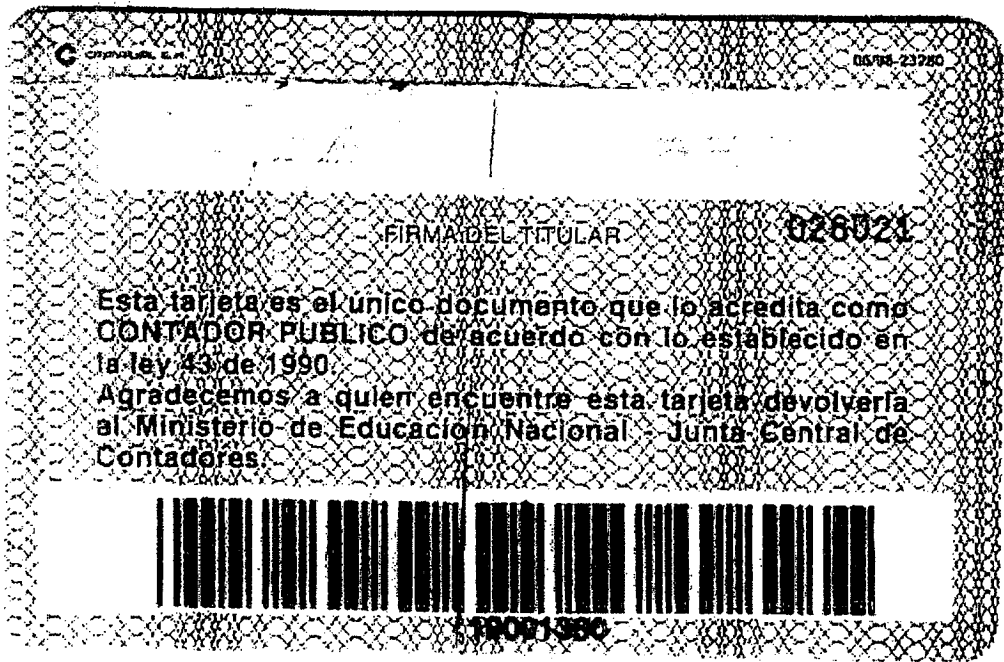 FIRMA DEL TITULAR
026021
Esta tarjeta es el único documento que lo acredita como
CONTADOR PUBLICO de acuerdo con lo establecido en
la ley 43 de 1990.
Agradecemos a quien encuentre esta tarjeta devolverla
al Ministerio de Educación Nacional - Junta Central de
Contadores.